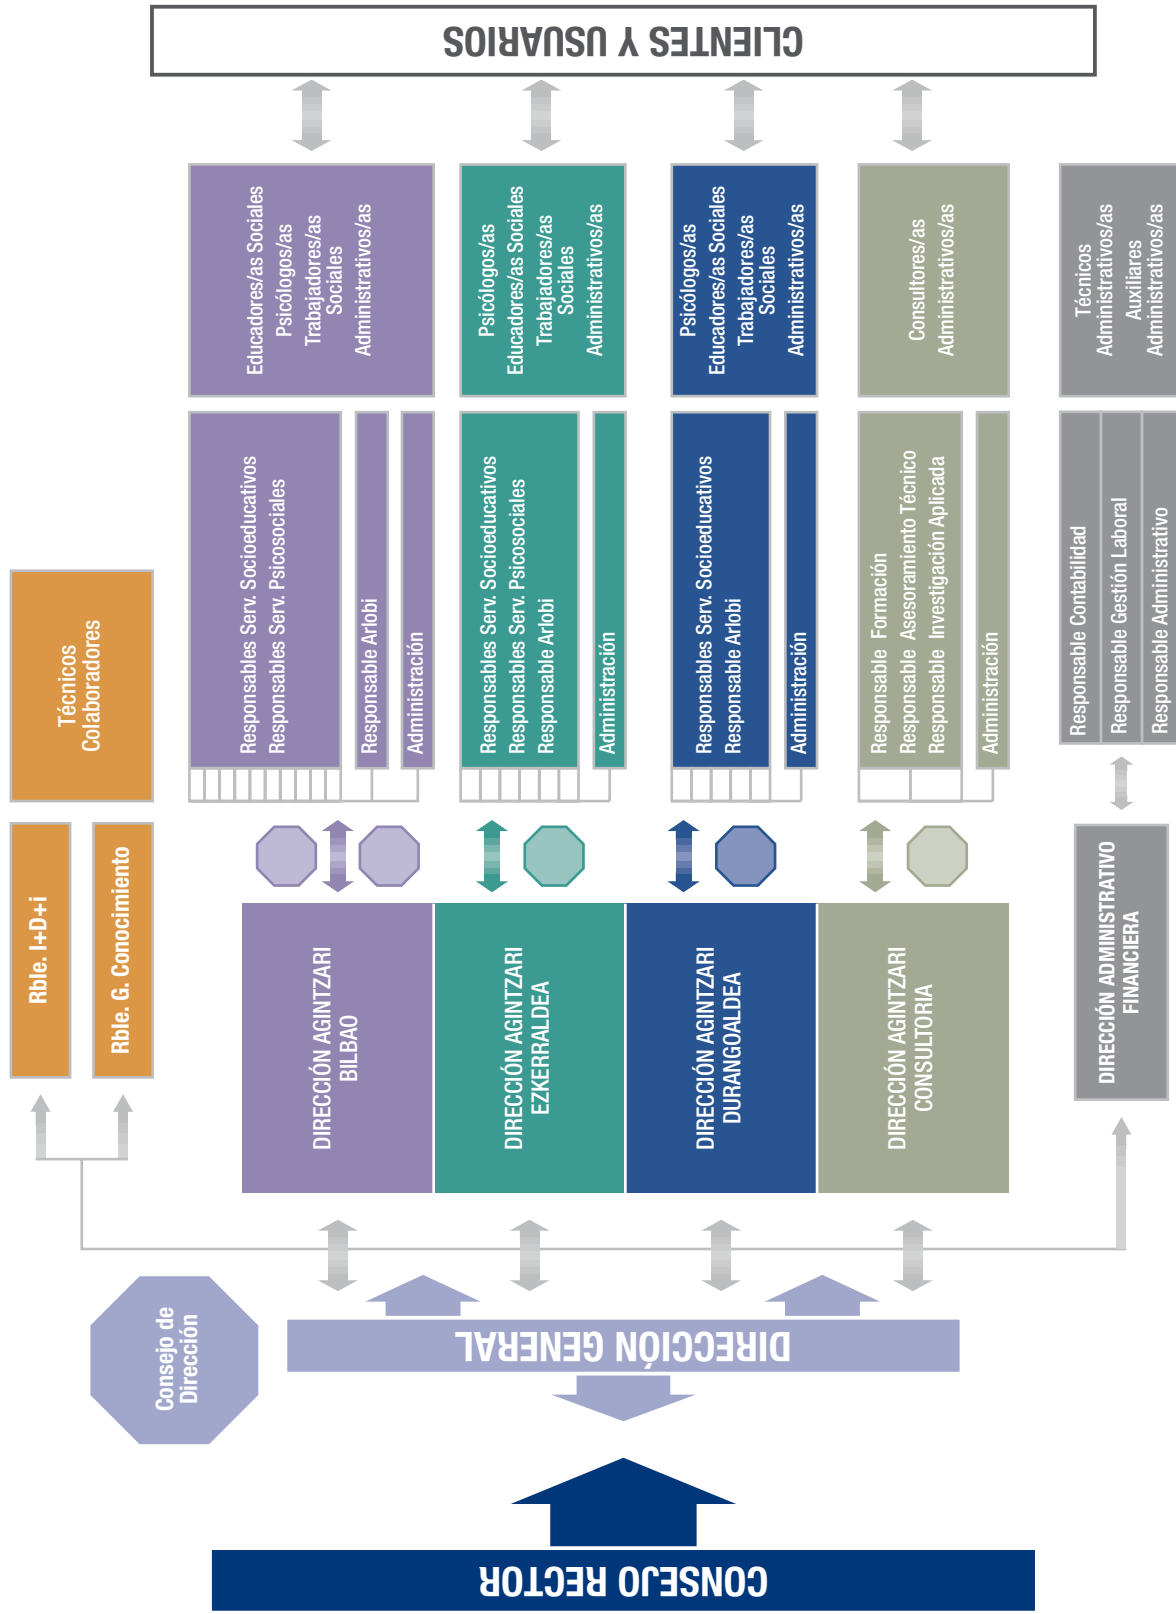 CONSEJO RECTOR
DIRECCIÓN GENERAL
Consejo de
Dirección
Rble. I+D+i
Rble. G. Conocimiento
Técnicos
Colaboradores
DIRECCIÓN AGINTZARI
BILBAO
Responsables Serv. Socioeducativos
Responsables Serv. Psicosociales
Responsable Arlobi
Administración
Educadores/as Sociales
Psicólogos/as
Trabajadores/as
Sociales
Administrativos/as
DIRECCIÓN AGINTZARI
EZKERRALDEA
Responsables Serv. Socioeducativos
Responsables Serv. Psicosociales
Responsable Arlobi
Administración
Psicólogos/as
Educadores/as Sociales
Trabajadores/as
Sociales
Administrativos/as
DIRECCIÓN AGINTZARI
DURANGOALDEA
Responsables Serv. Socioeducativos
Responsable Arlobi
Administración
Psicólogos/as
Educadores/as Sociales
Trabajadores/as
Sociales
Administrativos/as
DIRECCIÓN AGINTZARI
CONSULTORIA
Responsable Formación
Responsable Asesoramiento Técnico
Responsable Investigación Aplicada
Administración
Consultores/as
Administrativos/as
DIRECCIÓN ADMINISTRATIVO
FINANCIERA
Responsable Contabilidad
Responsable Gestión Laboral
Responsable Administrativo
Técnicos
Administrativos/as
Auxiliares
Administrativos/as
CLIENTES Y USUARIOS